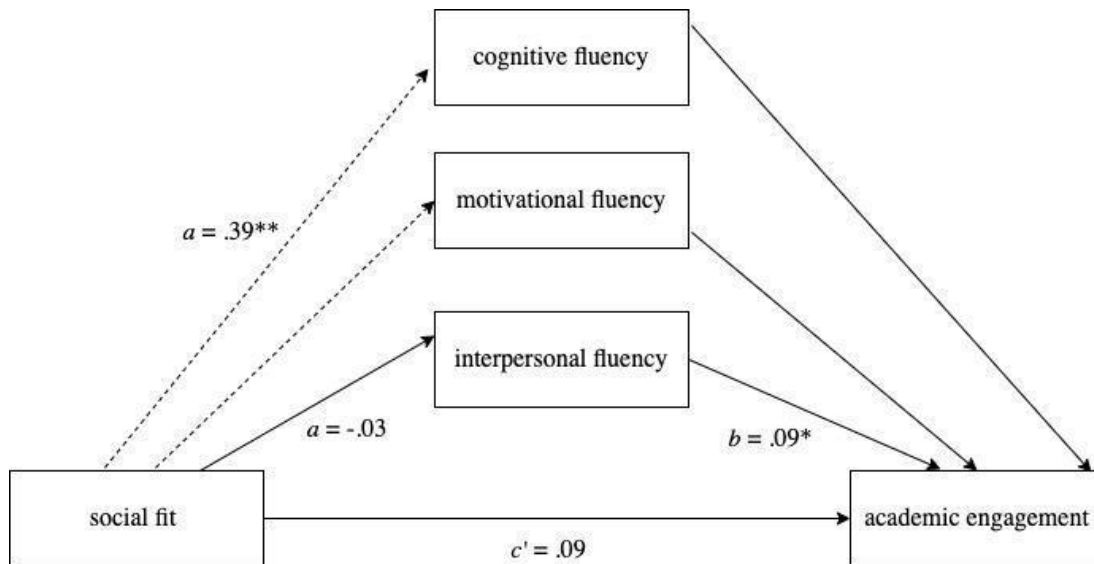 cognitive fluency
motivational fluency
a = .39**
interpersonal fluency
a = -.03
b = .09*
social fit
academic engagement
c' = .09